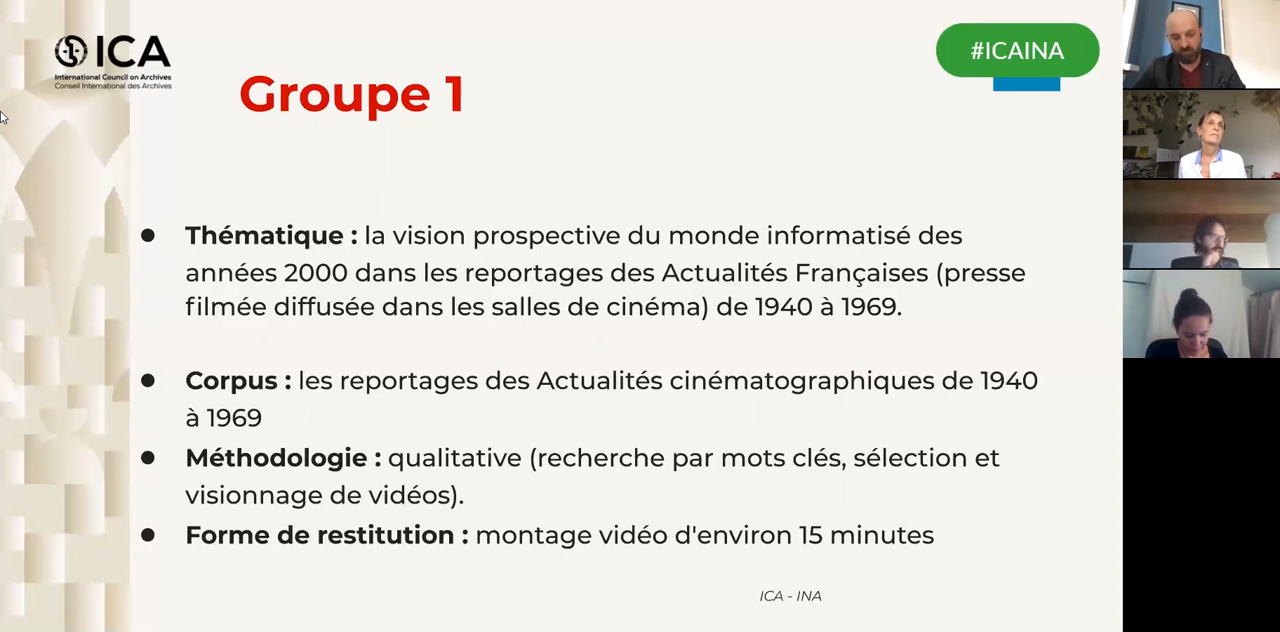 ICA
International Council on Archives
Conseil International des Archives
#ICAINA
Groupe 1
● Thématique : la vision prospective du monde informatisé des
années 2000 dans les reportages des Actualités Françaises (presse
filmée diffusée dans les salles de cinéma) de 1940 à 1969.
● Corpus : les reportages des Actualités cinématographiques de 1940
à 1969
● Méthodologie : qualitative (recherche par mots clés, sélection et
visionnage de vidéos).
● Forme de restitution : montage vidéo d'environ 15 minutes
ICA - INA